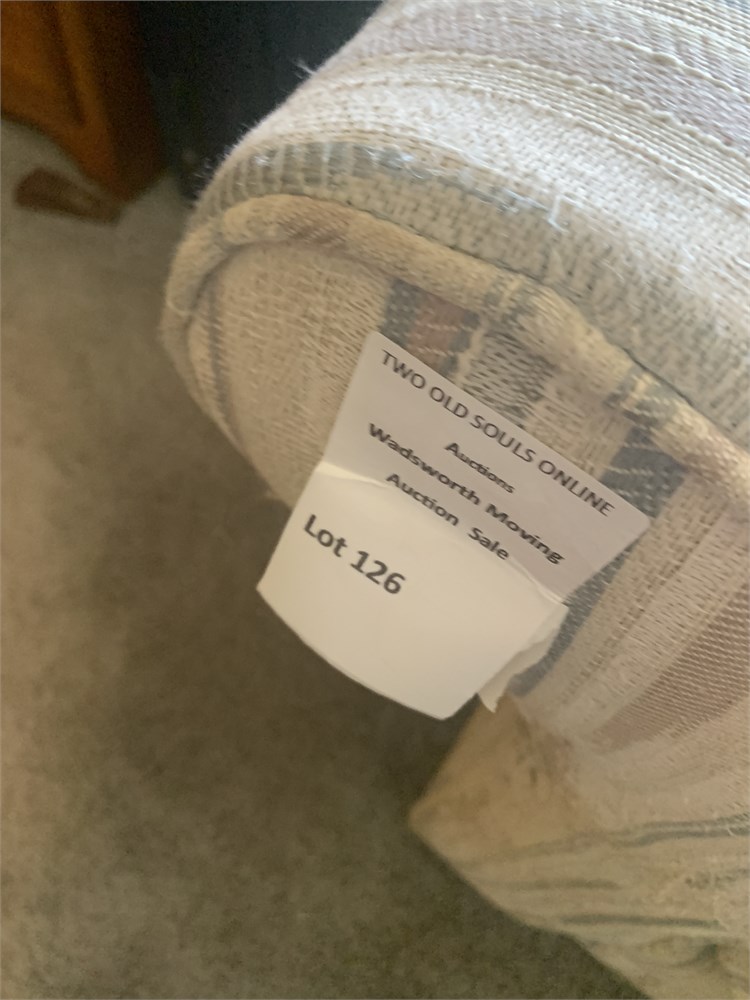 TWO OLD SOULS ONLINE
Auctions
Wadsworth Moving
Auction Sale
Lot 126